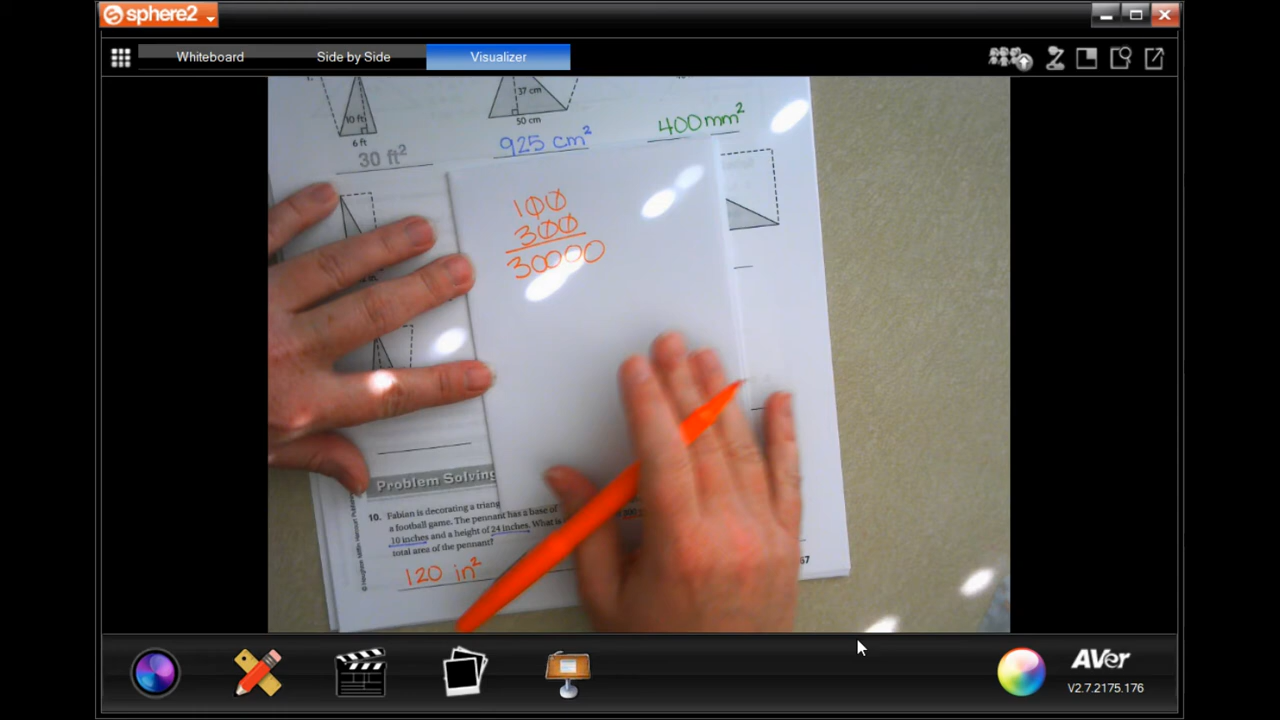 sphere2
Whiteboard
Side by Side
Visualizer
37 cm
10 ft
50 cm
6 ft
30 ft²
925 cm²
400mm²
100
300
30000
Problem Solving
10. Fabian is decorating a triang
a football game. The pennant has a base of
10 inches and a height of 24 inches. What is
total area of the pennant?
120 in²
67
AVer
V2.7.2175.176